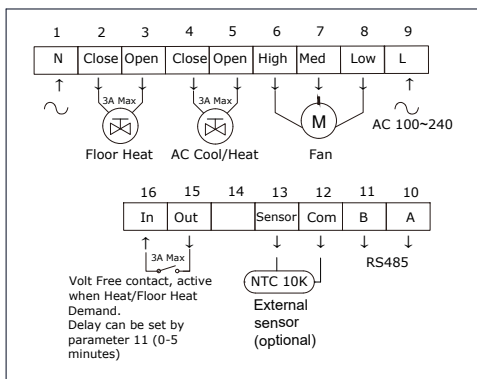 1 2 3 4 5 6 7 8 9
N Close Open Close Open High Med Low L
3A Max 3A Max
M
AC 100~240
Floor Heat AC Cool/Heat Fan
16 15 14 13 12 11 10
In Out Sensor Com B A
3A Max
RS485
NTC 10K
Volt Free contact, active
when Heat/Floor Heat
Demand.
Delay can be set by
parameter 11 (0-5
minutes)
External
sensor
(optional)